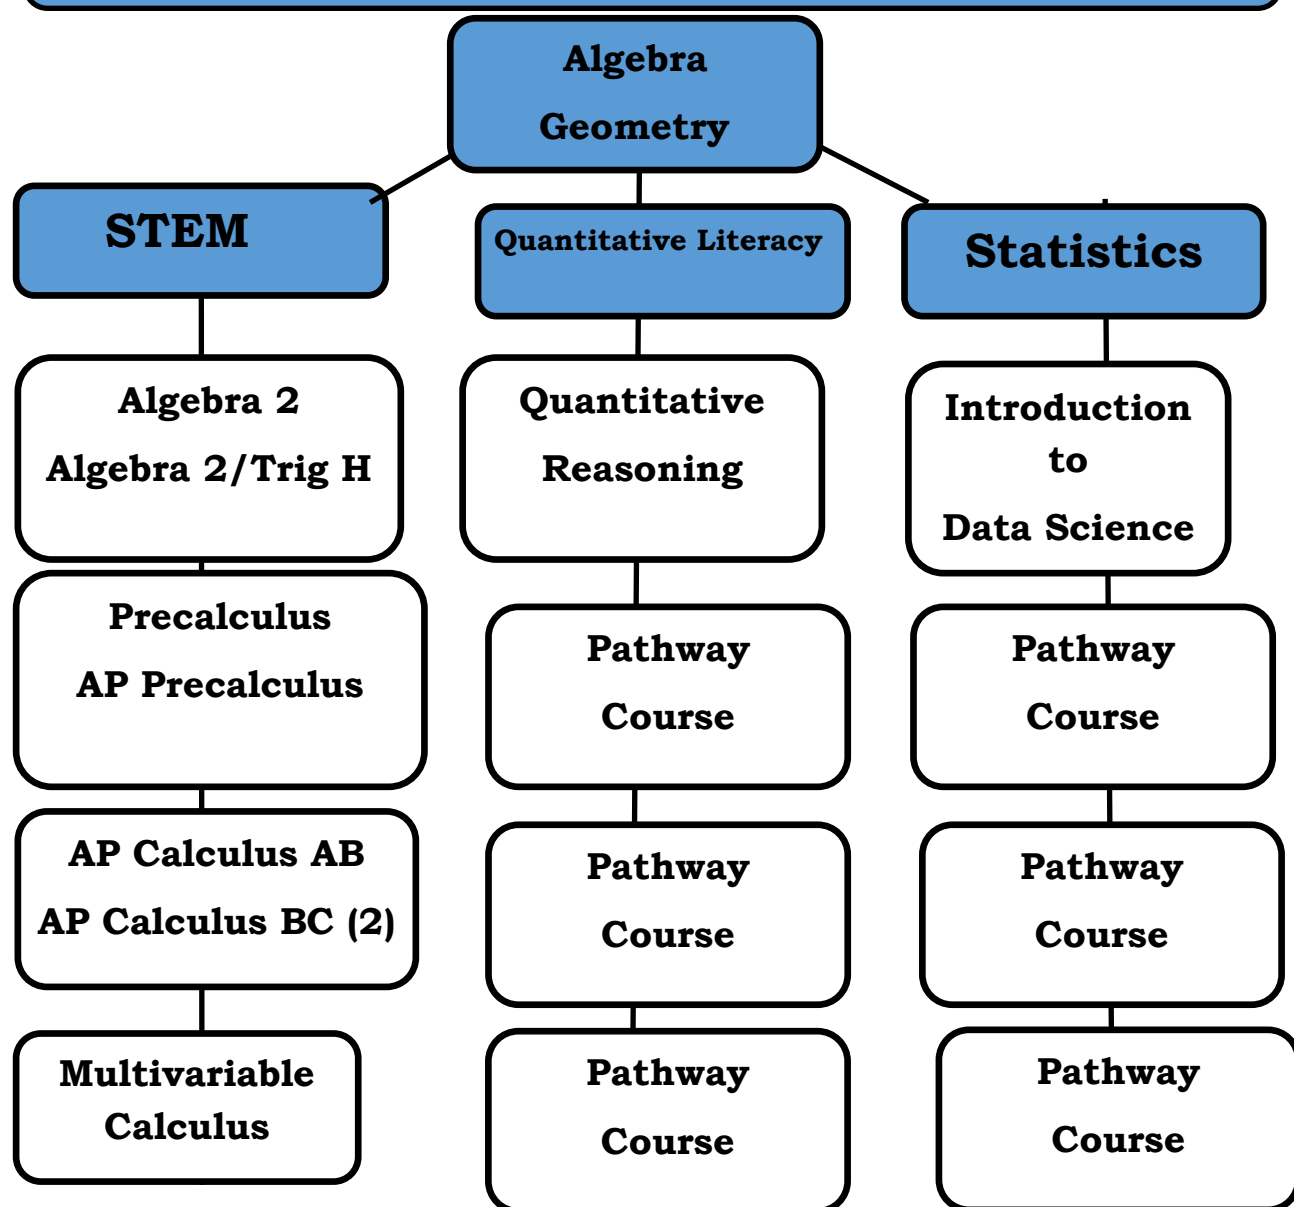 Algebra
Geometry
STEM
Quantitative Literacy
Statistics
Algebra 2
Algebra 2/Trig H
Quantitative
Reasoning
Introduction
to
Data Science
Precalculus
AP Precalculus
Pathway
Course
Pathway
Course
AP Calculus AB
AP Calculus BC (2)
Pathway
Course
Pathway
Course
Multivariable
Calculus
Pathway
Course
Pathway
Course